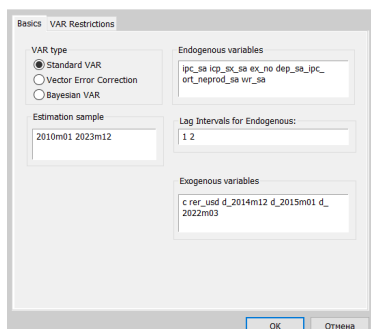 Basics VAR Restrictions
VAR type
Standard VAR
Vector Error Correction
Bayesian VAR
Endogenous variables
ipc_sa icp_sx_sa ex_no dep_sa_ipc_
ort_neprod_sa wr_sa
Estimation sample
2010m01 2023m12
Lag Intervals for Endogenous:
1 2
Exogenous variables
c rer_usd d_2014m12 d_2015m01 d_
2022m03
OK Отмена